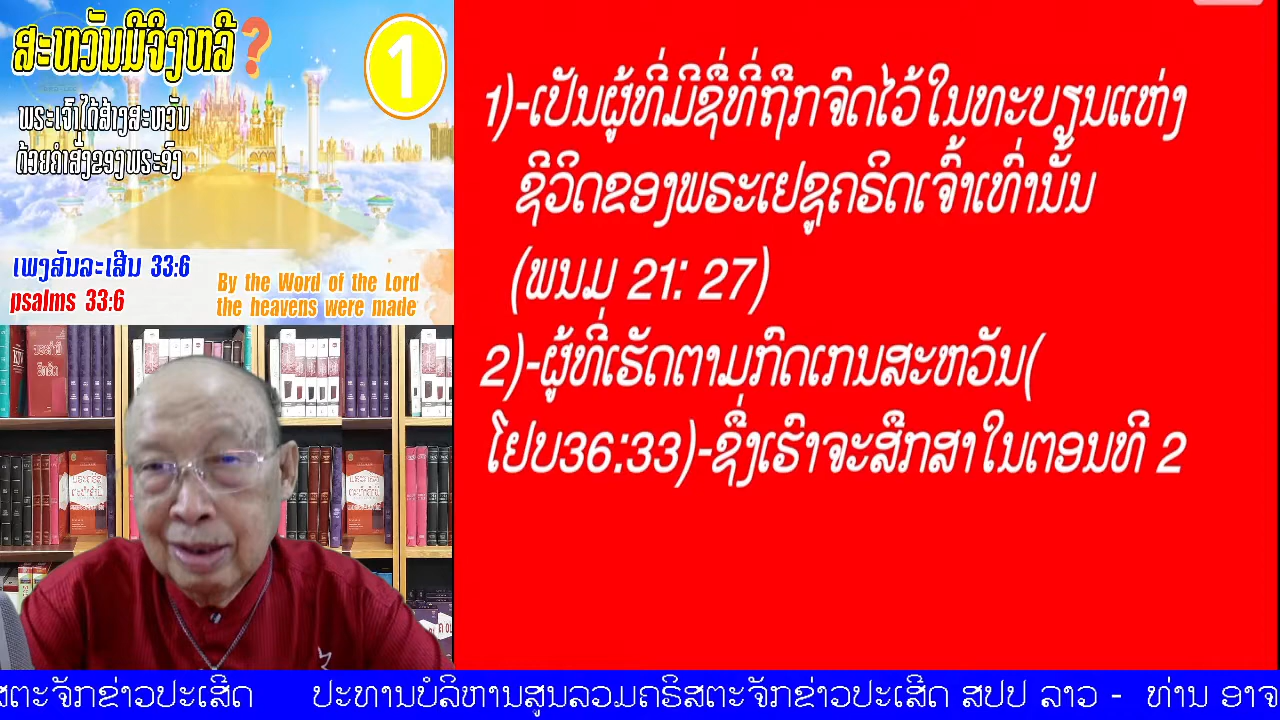 ສະຫວັນມີຈິງຫລື?
1
ພຣະເຈົ້າໄດ້ສ້າງສະຫວັນ
ດ້ວຍຄຳສັ່ງຂອງພຣະອົງ
ເພງສັນລະເສີນ 33:6
psalms 33:6
By the Word of the Lord
the heavens were made
1)-ເປັນຜູ້ທີ່ມີຊື່ທີ່ຖືກຈົດໄວ້ໃນທະບຽນແຫ່ງ
ຊີວິດຂອງພຣະເຢຊູຄຣິດເຈົ້າເທົ່ານັ້ນ
(ພນມ 21: 27)
2)-ຜູ້ທີ່ເຮັດຕາມກົດເກນສະຫວັນ(
ໂຢບ36:33)-ຊຶ່ງເຮົາຈະສຶກສາໃນຕອນທີ 2
ສຕະຈັກຂ່າວປະເສີດ ປະທານບໍລິຫານສູນລວມຄຣິສຕະຈັກຂ່າວປະເສີດ ສປປ ລາວ - ທ່ານ ອາຈ